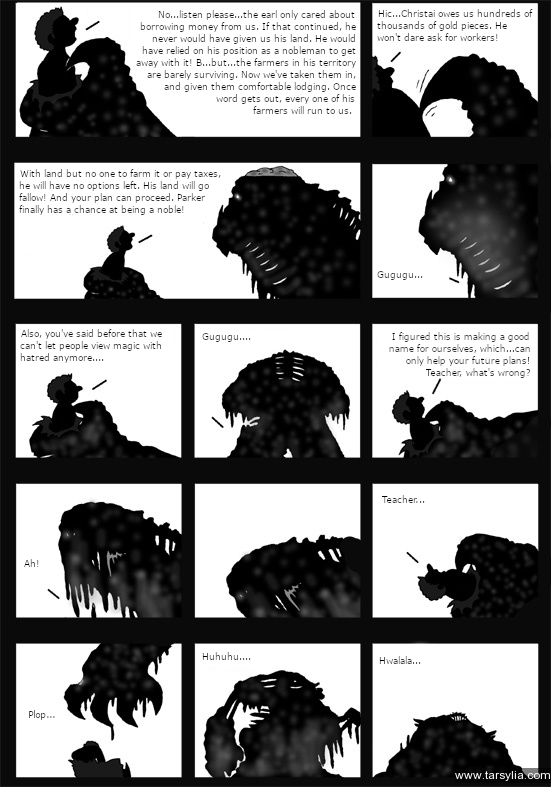 No...listen please...the earl only cared about
borrowing money from us. If that continued, he
never would have given us his land. He would
have relied on his position as a nobleman to get
away with it! B...but...the farmers in his territory
are barely surviving. Now we've taken them in,
and given them comfortable lodging. Once
word gets out, every one of his
farmers will run to us.
Hic...Christai owes us hundreds of
thousands of gold pieces. He
won't dare ask for workers!
With land but no one to farm it or pay taxes,
he will have no options left. His land will go
fallow! And your plan can proceed. Parker
finally has a chance at being a noble!
Gugugu...
Also, you've said before that we
can't let people view magic with
hatred anymore....
Gugugu....
I figured this is making a good
name for ourselves, which...can
only help your future plans!
Teacher, what's wrong?
Ah!
Teacher...
Plop...
Huhuhu....
Hwalala...
www.tarsylia.com